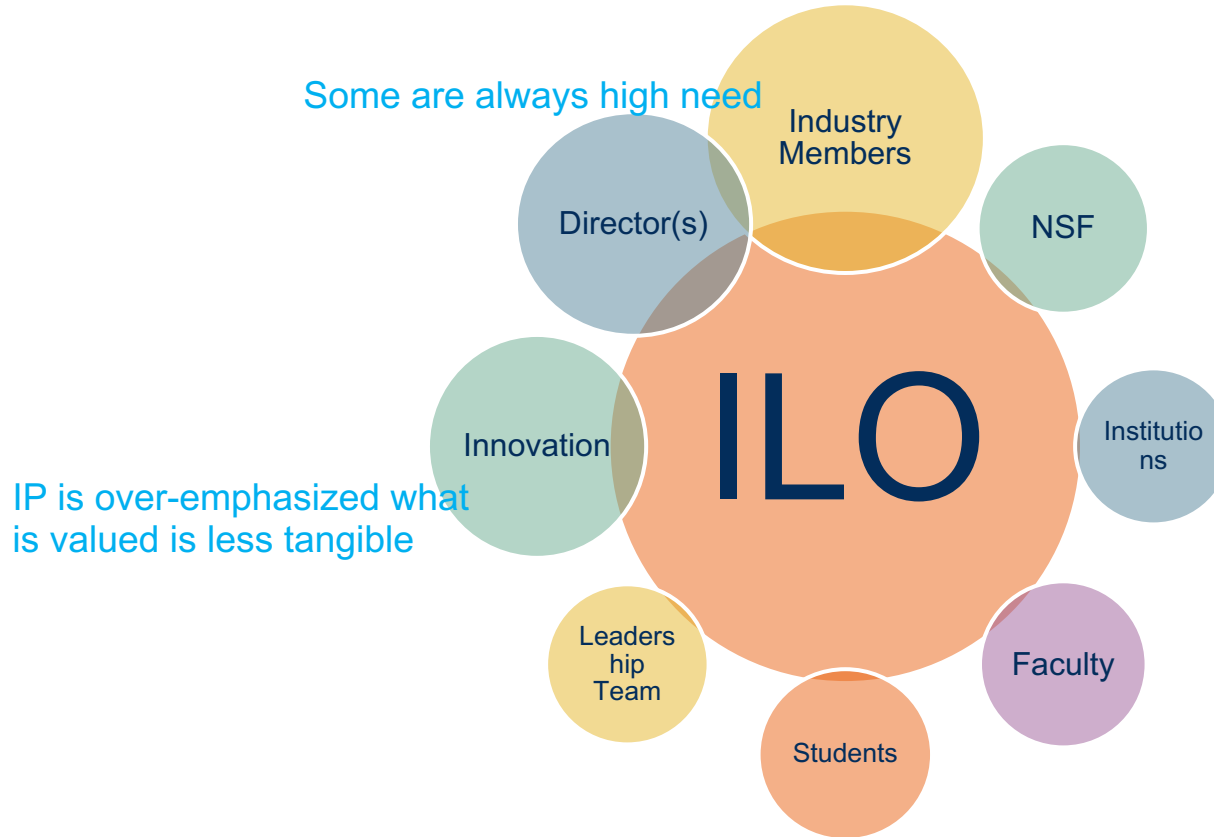 Some are always high need
Industry
Members
Director(s)
NSF
ILO
Innovation
Institutio
ns
IP is over-emphasized what
is valued is less tangible
Leaders
hip
Team
Faculty
Students